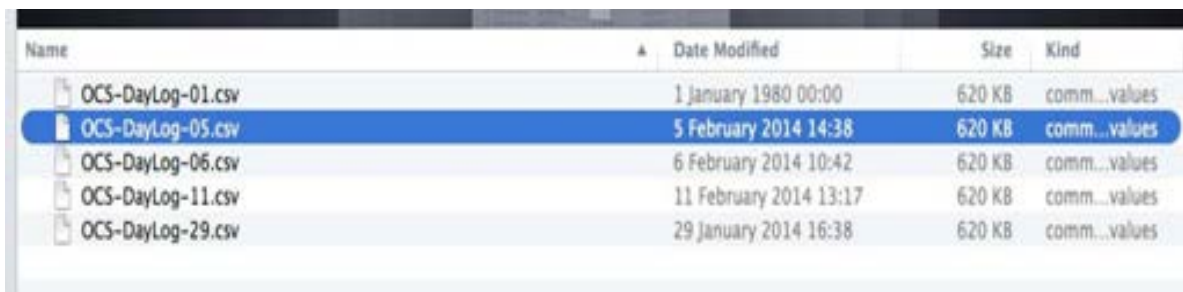 Name Date Modified Size Kind
OCS-DayLog-01.csv 1 January 1980 00:00 620 KB comm...values
OCS-DayLog-05.csv 5 February 2014 14:38 620 KB comm...values
OCS-DayLog-06.csv 6 February 2014 10:42 620 KB comm...values
OCS-DayLog-11.csv 11 February 2014 13:17 620 KB comm...values
OCS-DayLog-29.csv 29 January 2014 16:38 620 KB comm...values